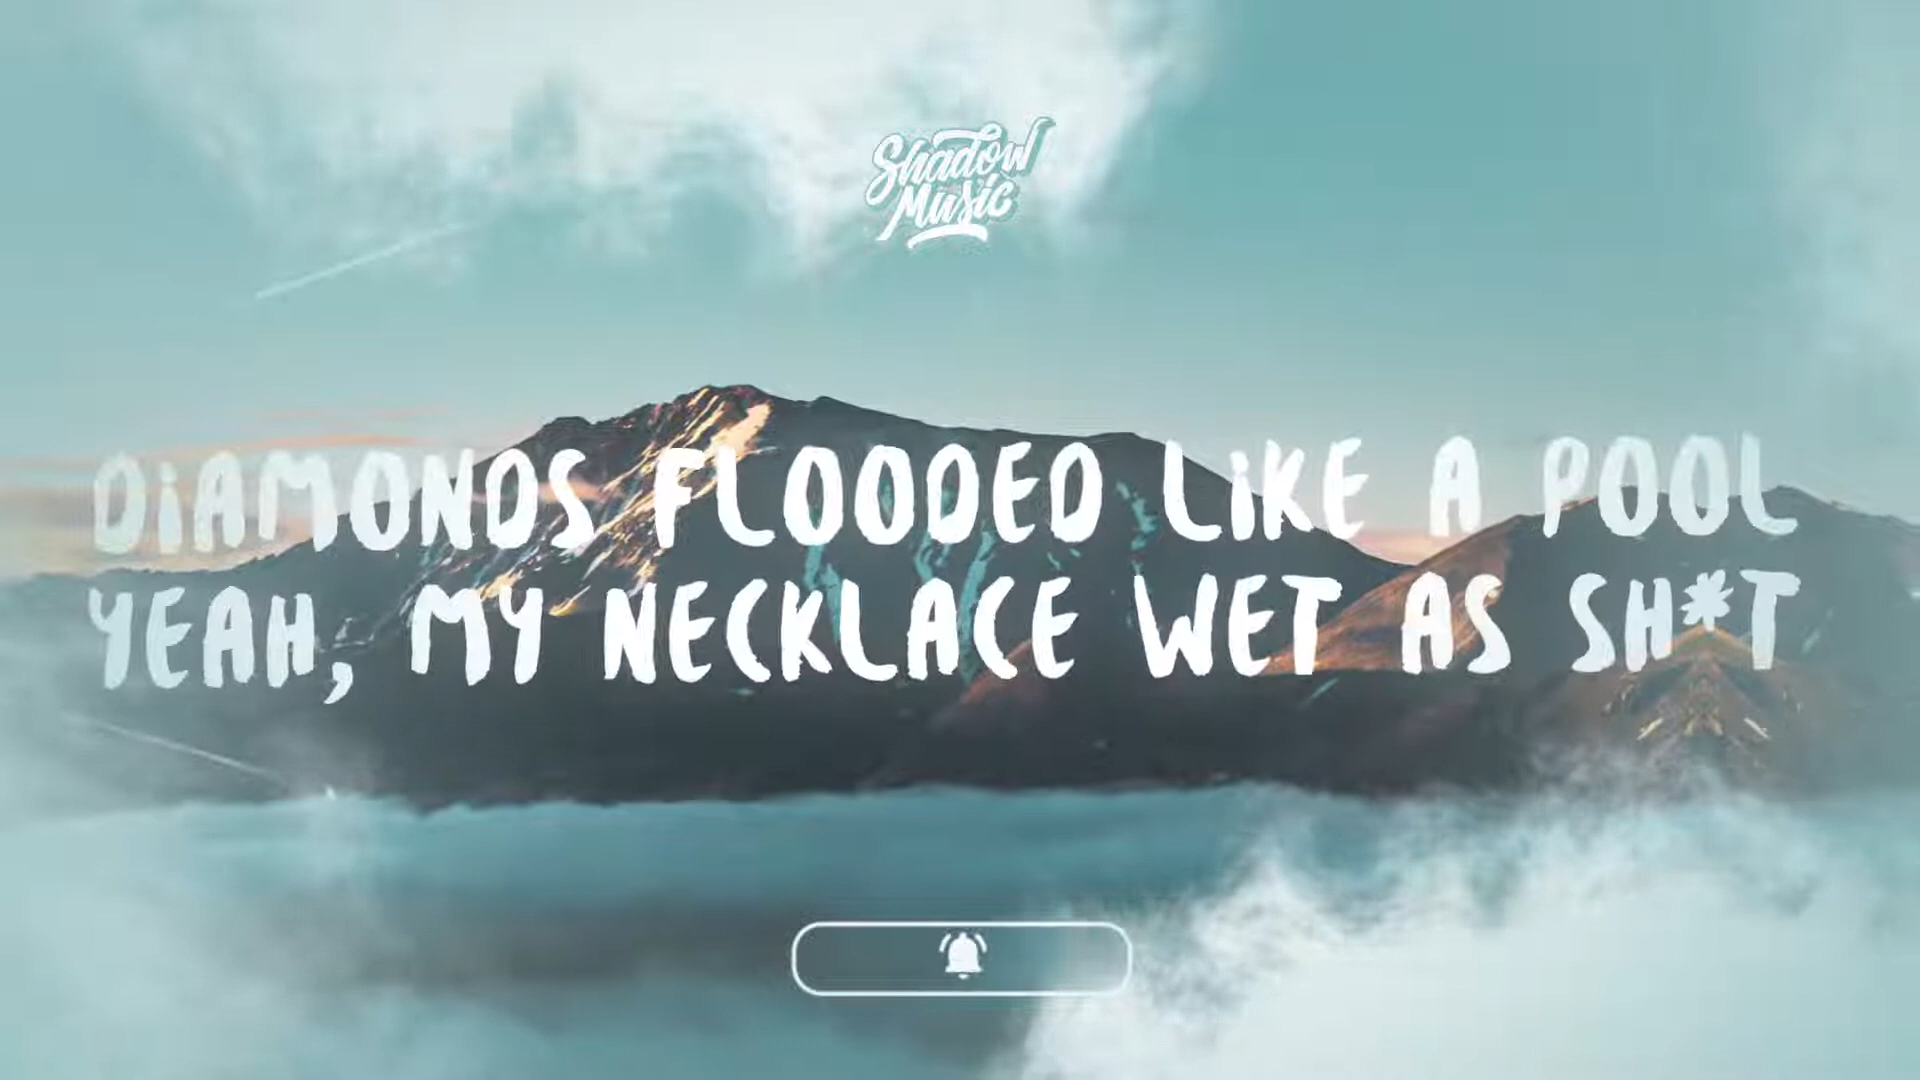 Shadow
Music
DiAMONDS FLOODED LiKE A POOL
YEAH, MY NECKLACE WET AS SH*T